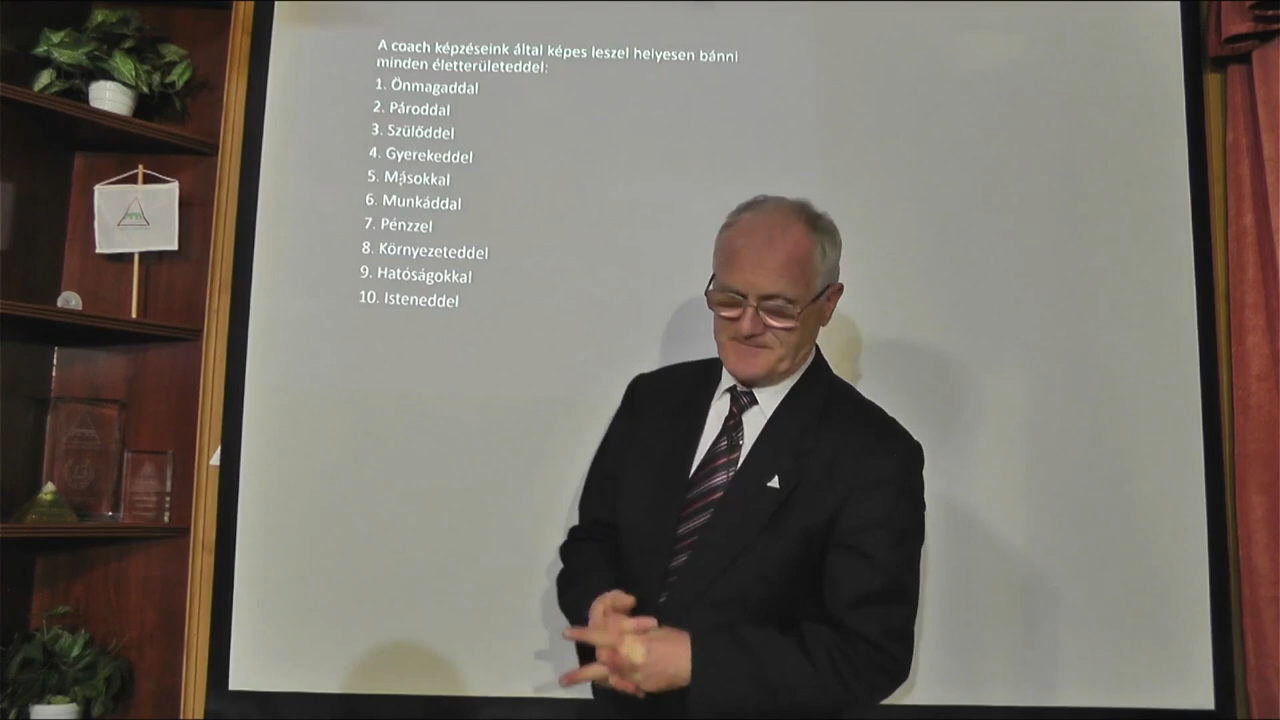 A coach képzéseink által képes leszel helyesen bánni
minden életterületeddel:
1. Önmagaddal
2. Pároddal
3. Szülőddel
4. Gyerekeddel
5. Másokkal
6. Munkáddal
7. Pénzzel
8. Környezeteddel
9. Hatóságokkal
10. Isteneddel